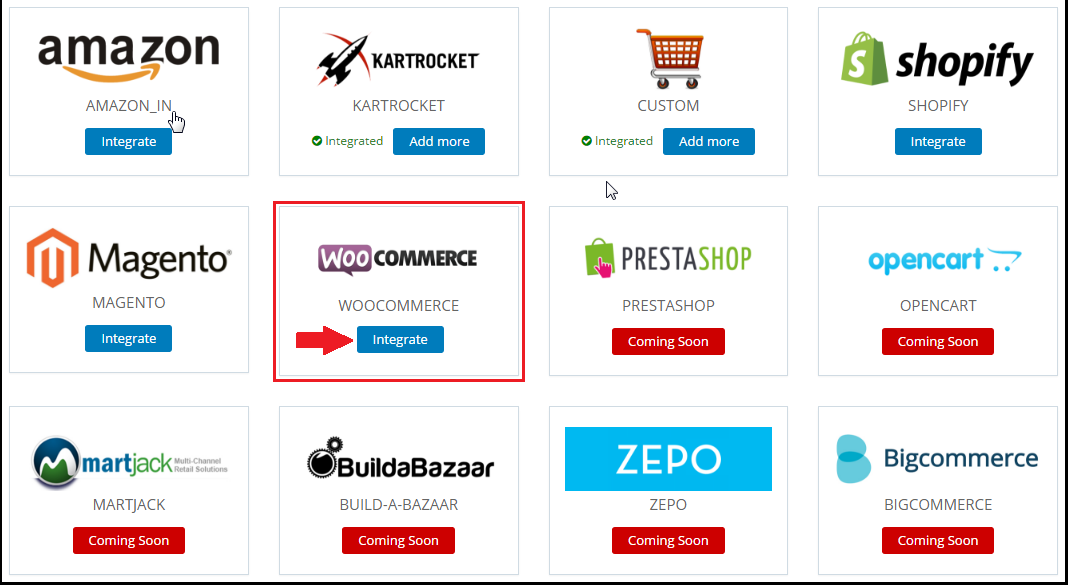 amazon
AMAZON_IN
Integrate
KARTROCKET
KARTROCKET
Integrated Add more
CUSTOM
Integrated Add more
S shopify
SHOPIFY
Integrate
Magento®
MAGENTO
Integrate
WOO COMMERCE
WOOCOMMERCE
Integrate
PRESTASHOP
PRESTASHOP
Coming Soon
opencart
OPENCART
Coming Soon
martjack Multi-Channel
Retail Solutions
MARTJACK
Coming Soon
BuildaBazaar
BUILD-A-BAZAAR
Coming Soon
ZEPO
ZEPO
Coming Soon
Bigcommerce
BIGCOMMERCE
Coming Soon